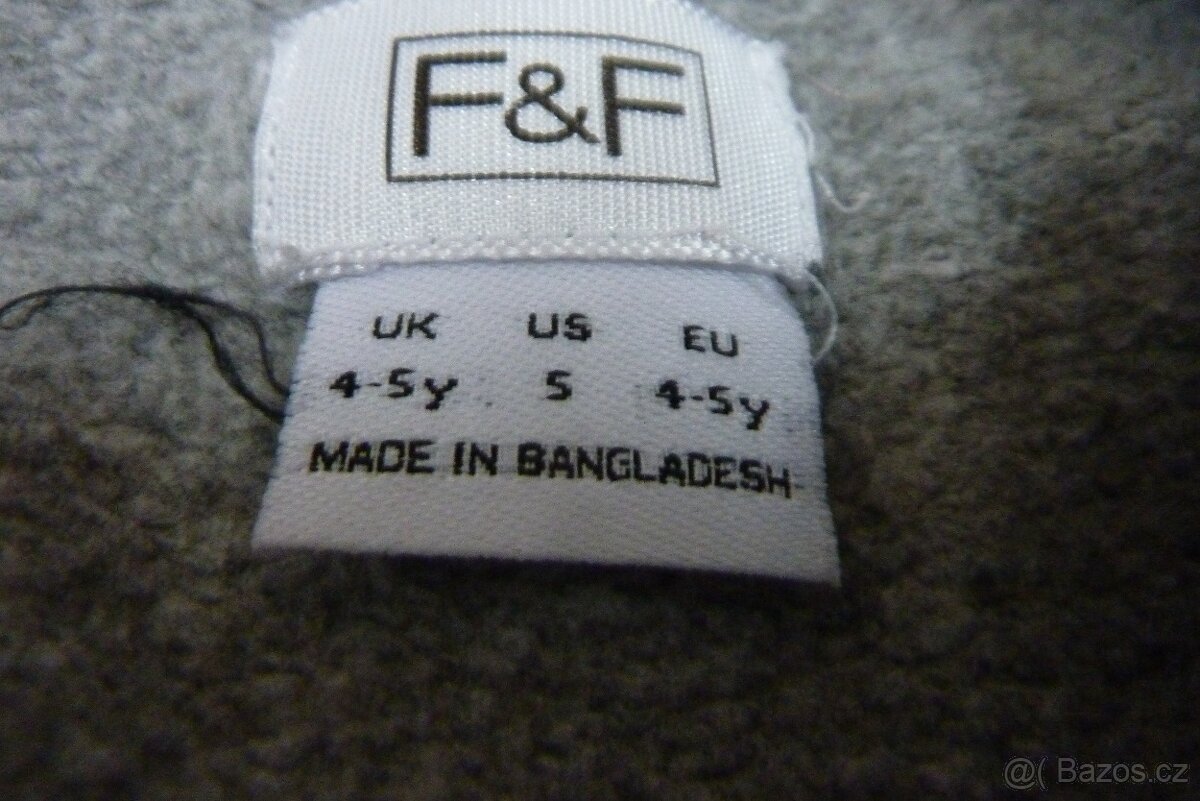 F&F
UK US EU
4-5y 5 4-5y
MADE IN BANGLADESH
@( Bazos.cz